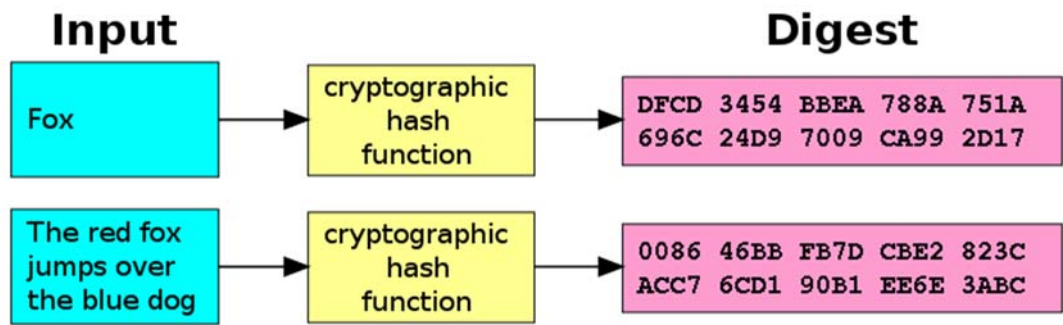 Input
Digest
Fox
cryptographic
hash
function
DFCD 3454 BBEA 788A 751A
696C 24D9 7009 CA99 2D17
The red fox
jumps over
the blue dog
cryptographic
hash
function
0086 46BB FB7D CBE2 823C
ACC7 6CD1 90B1 EE6E 3ABC